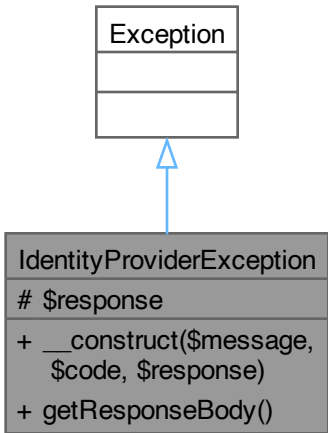 Exception
IdentityProviderException
# $response
+ __construct($message,
$code, $response)
+ getResponseBody()